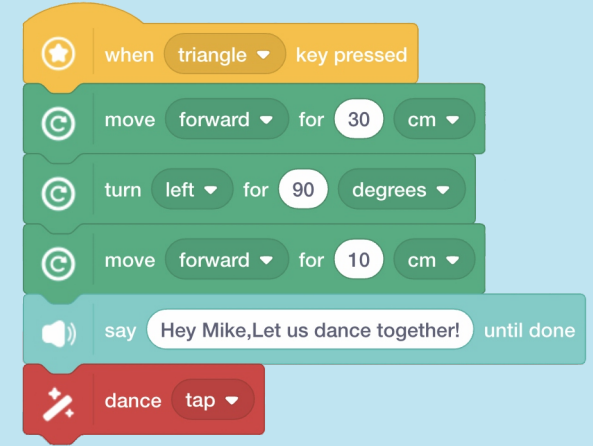 when triangle key pressed
move forward for 30 cm
turn left for 90 degrees
move forward for 10 cm
say Hey Mike,Let us dance together! until done
dance tap